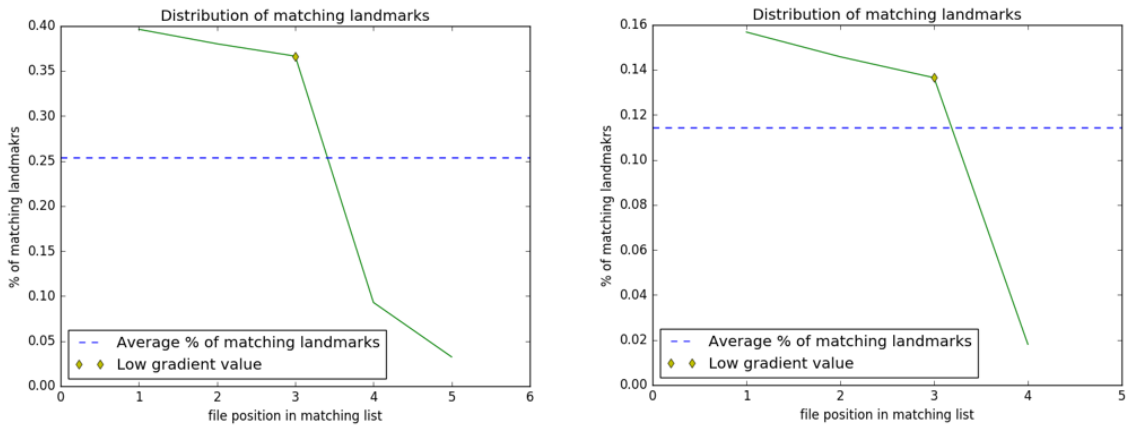 Distribution of matching landmarks
0.40
0.35
0.30
0.25
0.20
0.15
0.10
0.05
0.00
% of matching landmakrs
Average % of matching landmarks
Low gradient value
0 1 2 3 4 5 6
file position in matching list
Distribution of matching landmarks
0.16
0.14
0.12
0.10
0.08
0.06
0.04
0.02
0.00
% of matching landmakrs
Average % of matching landmarks
Low gradient value
0 1 2 3 4 5
file position in matching list